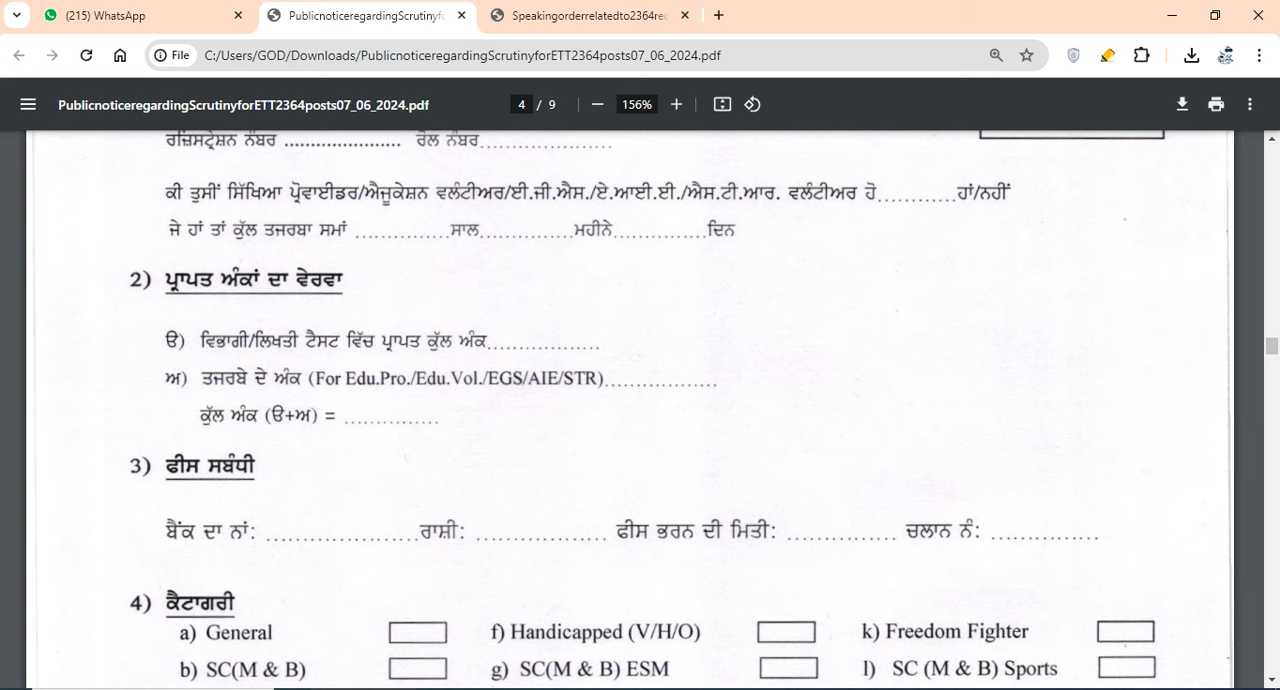 (215) WhatsApp
PublicnoticeregardingScrutinyfo
Speakingorderrelatedto2364rec
File C:/Users/GOD/Downloads/PublicnoticeregardingScrutinyforETT2364posts07_06_2024.pdf
PublicnoticeregardingScrutinyforETT2364posts07_06_2024.pdf 4 / 9 156%
ਰਜ਼ਿਸਟ੍ਰੇਸ਼ਨ ਨੰਬਰ ...................... ਰੋਲ ਨੰਬਰ......................
ਕੀ ਤੁਸੀਂ ਸਿੱਖਿਆ ਪ੍ਰੋਵਾਈਡਰ/ਐਜੂਕੇਸ਼ਨ ਵਲੰਟੀਅਰ/ਈ.ਜੀ.ਐਸ./ਏ.ਆਈ.ਈ./ਐਸ.ਟੀ.ਆਰ. ਵਲੰਟੀਅਰ ਹੋ............ਹਾਂ/ਨਹੀਂ
ਜੇ ਹਾਂ ਤਾਂ ਕੁੱਲ ਤਜਰਬਾ ਸਮਾਂ ..............ਸਾਲ..............ਮਹੀਨੇ..............ਦਿਨ
2) ਪ੍ਰਾਪਤ ਅੰਕਾਂ ਦਾ ਵੇਰਵਾ
ੳ) ਵਿਭਾਗੀ/ਲਿਖਤੀ ਟੈਸਟ ਵਿੱਚ ਪ੍ਰਾਪਤ ਕੁੱਲ ਅੰਕ.................
ਅ) ਤਜਰਬੇ ਦੇ ਅੰਕ (For Edu.Pro./Edu.Vol./EGS/AIE/STR).................
ਕੁੱਲ ਅੰਕ (ੳ+ਅ) = ..............
3) ਫੀਸ ਸਬੰਧੀ
ਬੈਂਕ ਦਾ ਨਾਂ: .......................ਰਾਸ਼ੀ: .................... ਫੀਸ ਭਰਨ ਦੀ ਮਿਤੀ: ................ ਚਲਾਨ ਨੰ: ................
4) ਕੈਟਾਗਰੀ
a) General f) Handicapped (V/H/O) k) Freedom Fighter
b) SC(M & B) g) SC(M & B) ESM l) SC (M & B) Sports